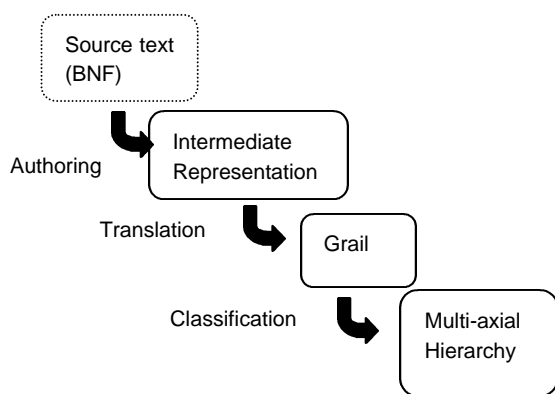 Source text
(BNF)
Authoring
Intermediate
Representation
Translation
Grail
Classification
Multi-axial
Hierarchy